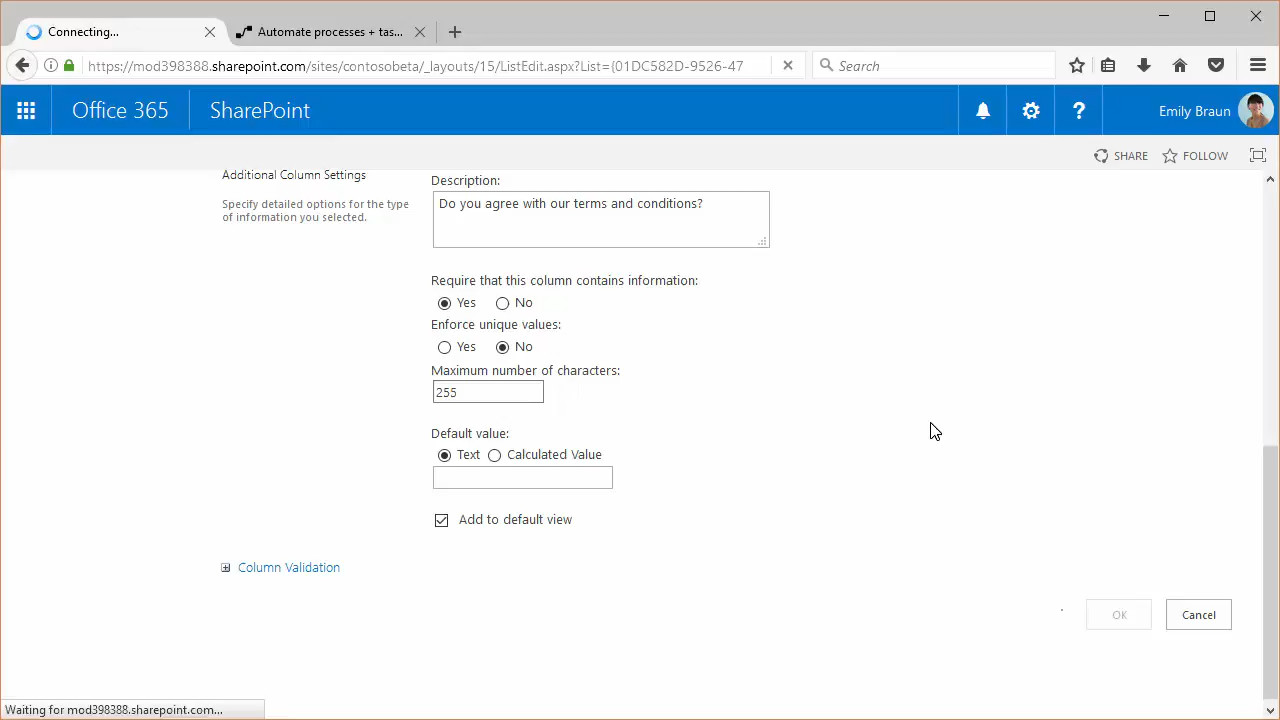 Connecting...
Automate processes + tas...
https://mod398388.sharepoint.com/sites/contosobeta/_layouts/15/ListEdit.aspx?List={01DC582D-9526-47
Search
Office 365
SharePoint
?
Emily Braun
SHARE
FOLLOW
Additional Column Settings
Specify detailed options for the type
of information you selected.
Description:
Do you agree with our terms and conditions?
Require that this column contains information:
Yes
No
Enforce unique values:
Yes
No
Maximum number of characters:
255
Default value:
Text
Calculated Value
Add to default view
Column Validation
OK
Cancel
Waiting for mod398388.sharepoint.com...